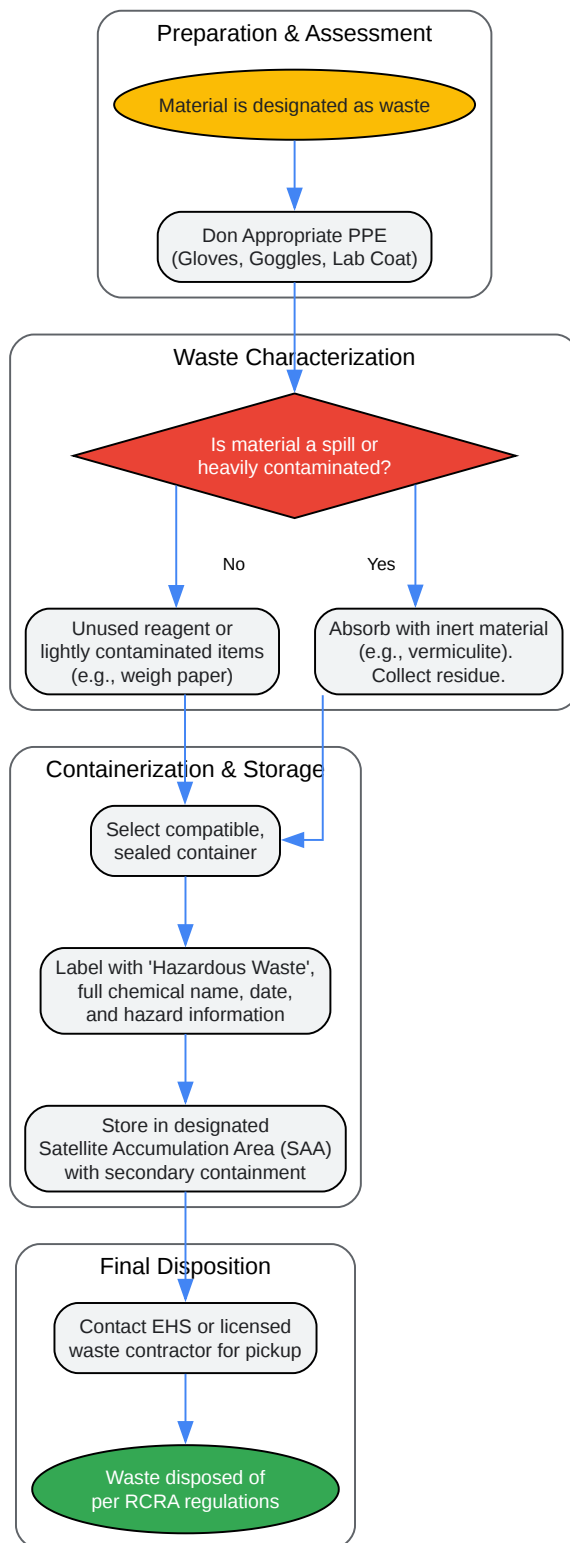 Preparation & Assessment
Material is designated as waste
Don Appropriate PPE
(Gloves, Goggles, Lab Coat)
Waste Characterization
Is material a spill or
heavily contaminated?
No
Yes
Unused reagent or
lightly contaminated items
(e.g., weigh paper)
Absorb with inert material
(e.g., vermiculite).
Collect residue.
Containerization & Storage
Select compatible,
sealed container
Label with 'Hazardous Waste',
full chemical name, date,
and hazard information
Store in designated
Satellite Accumulation Area (SAA)
with secondary containment
Final Disposition
Contact EHS or licensed
waste contractor for pickup
Waste disposed of
per RCRA regulations